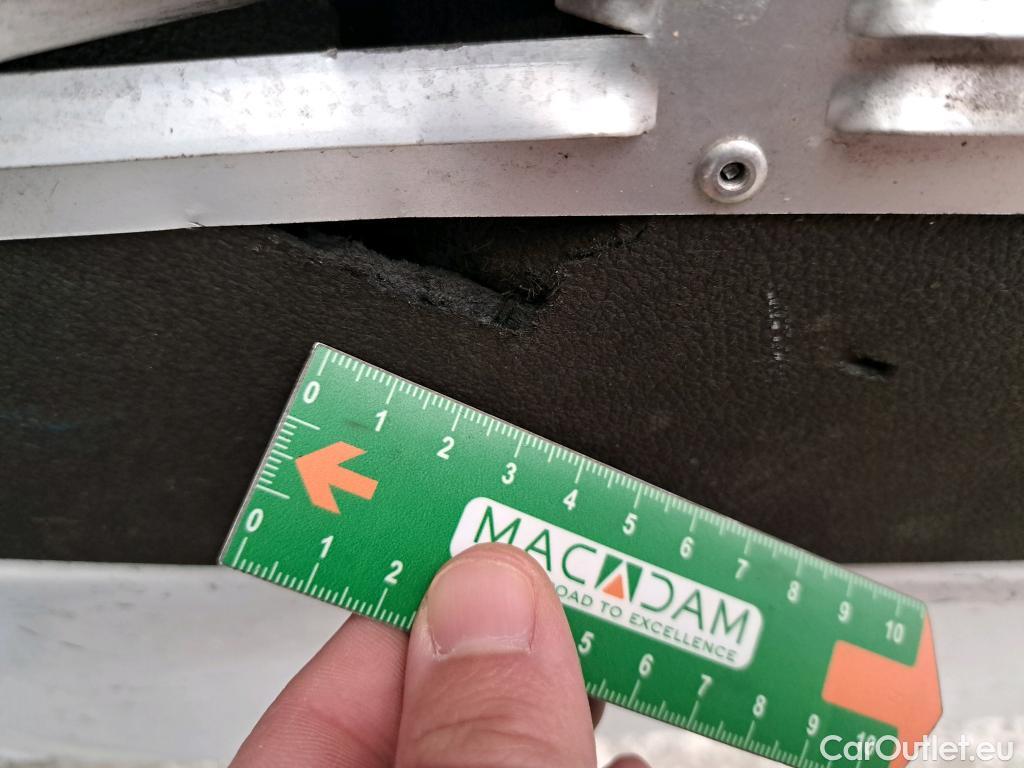 0 1 2 3 4 5 6 7 8 9 10
MACADAM
ROAD TO EXCELLENCE
0 1 2 5 6 7 8 9 10
CarOutlet.eu